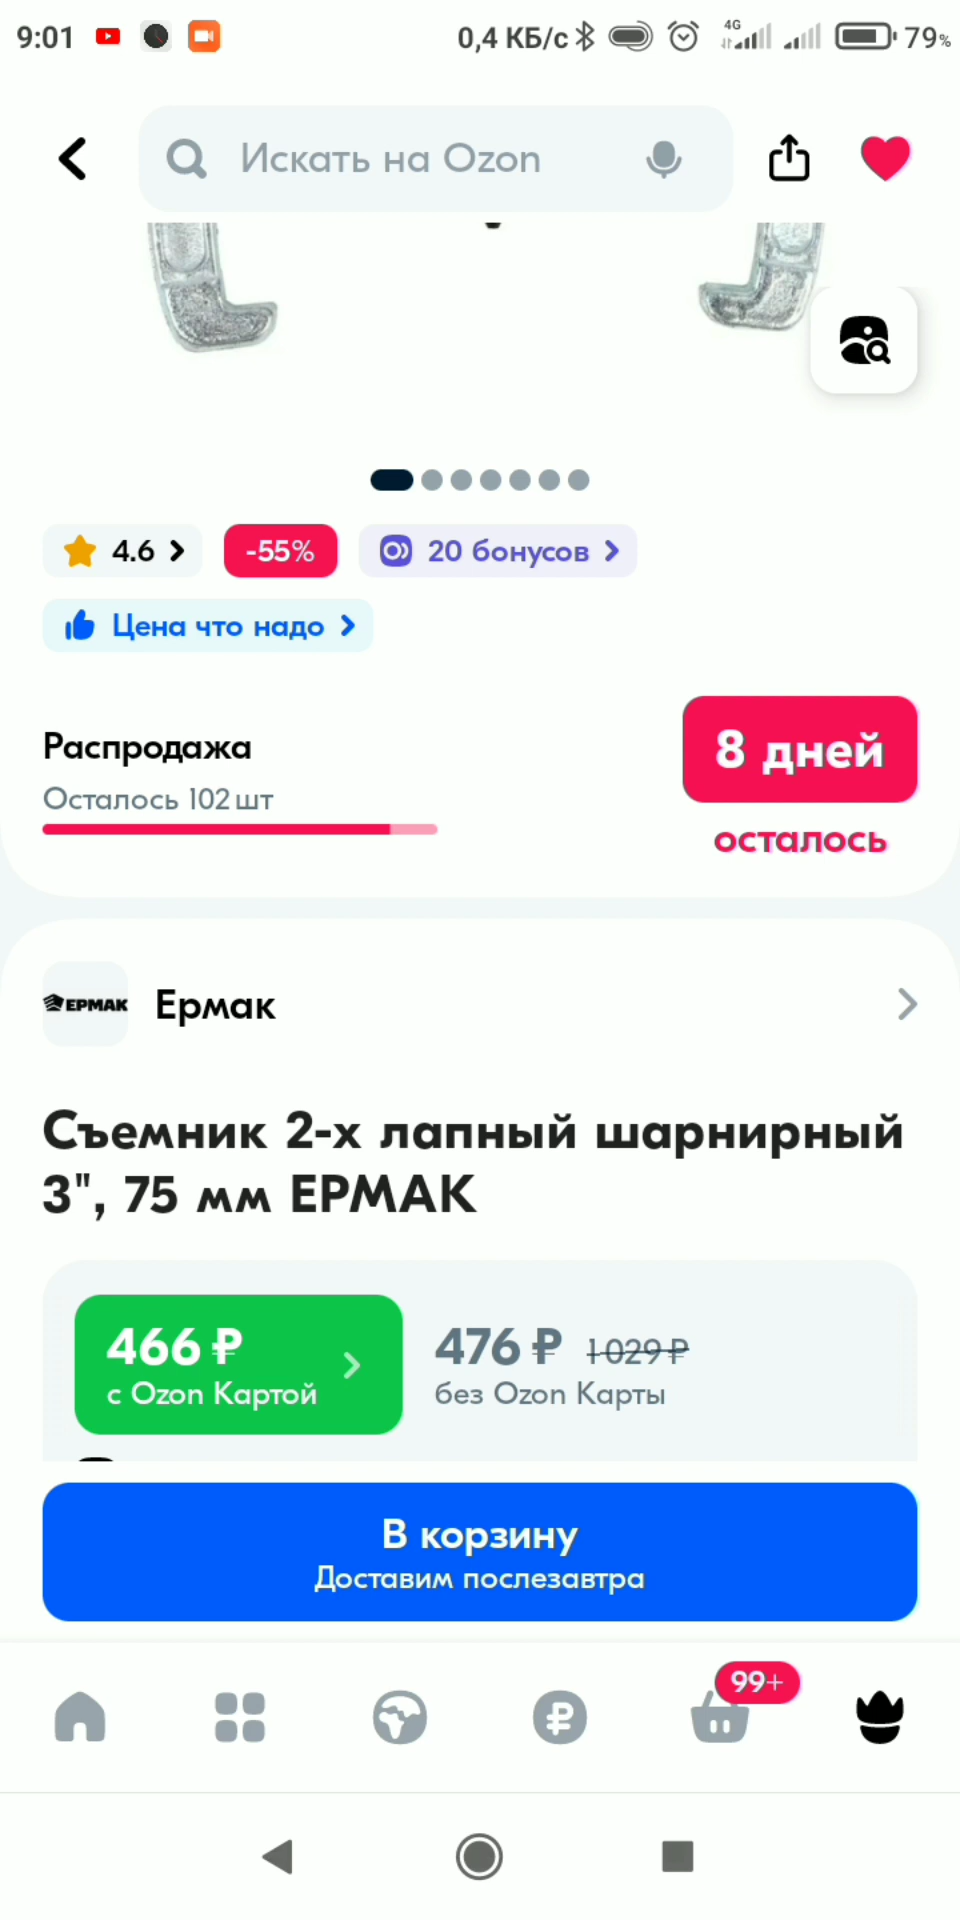 9:01 0,4 КБ/с 4G 79%
Искать на Ozon
4.6 -55% 20 бонусов
Цена что надо
Распродажа
8 дней
Осталось 102 шт
осталось
ЕРМАК Ермак
Съемник 2-х лапный шарнирный
3", 75 мм ЕРМАК
466 ₽ 476 ₽ 1 029 ₽
с Ozon Картой без Ozon Карты
В корзину
Доставим послезавтра
99+